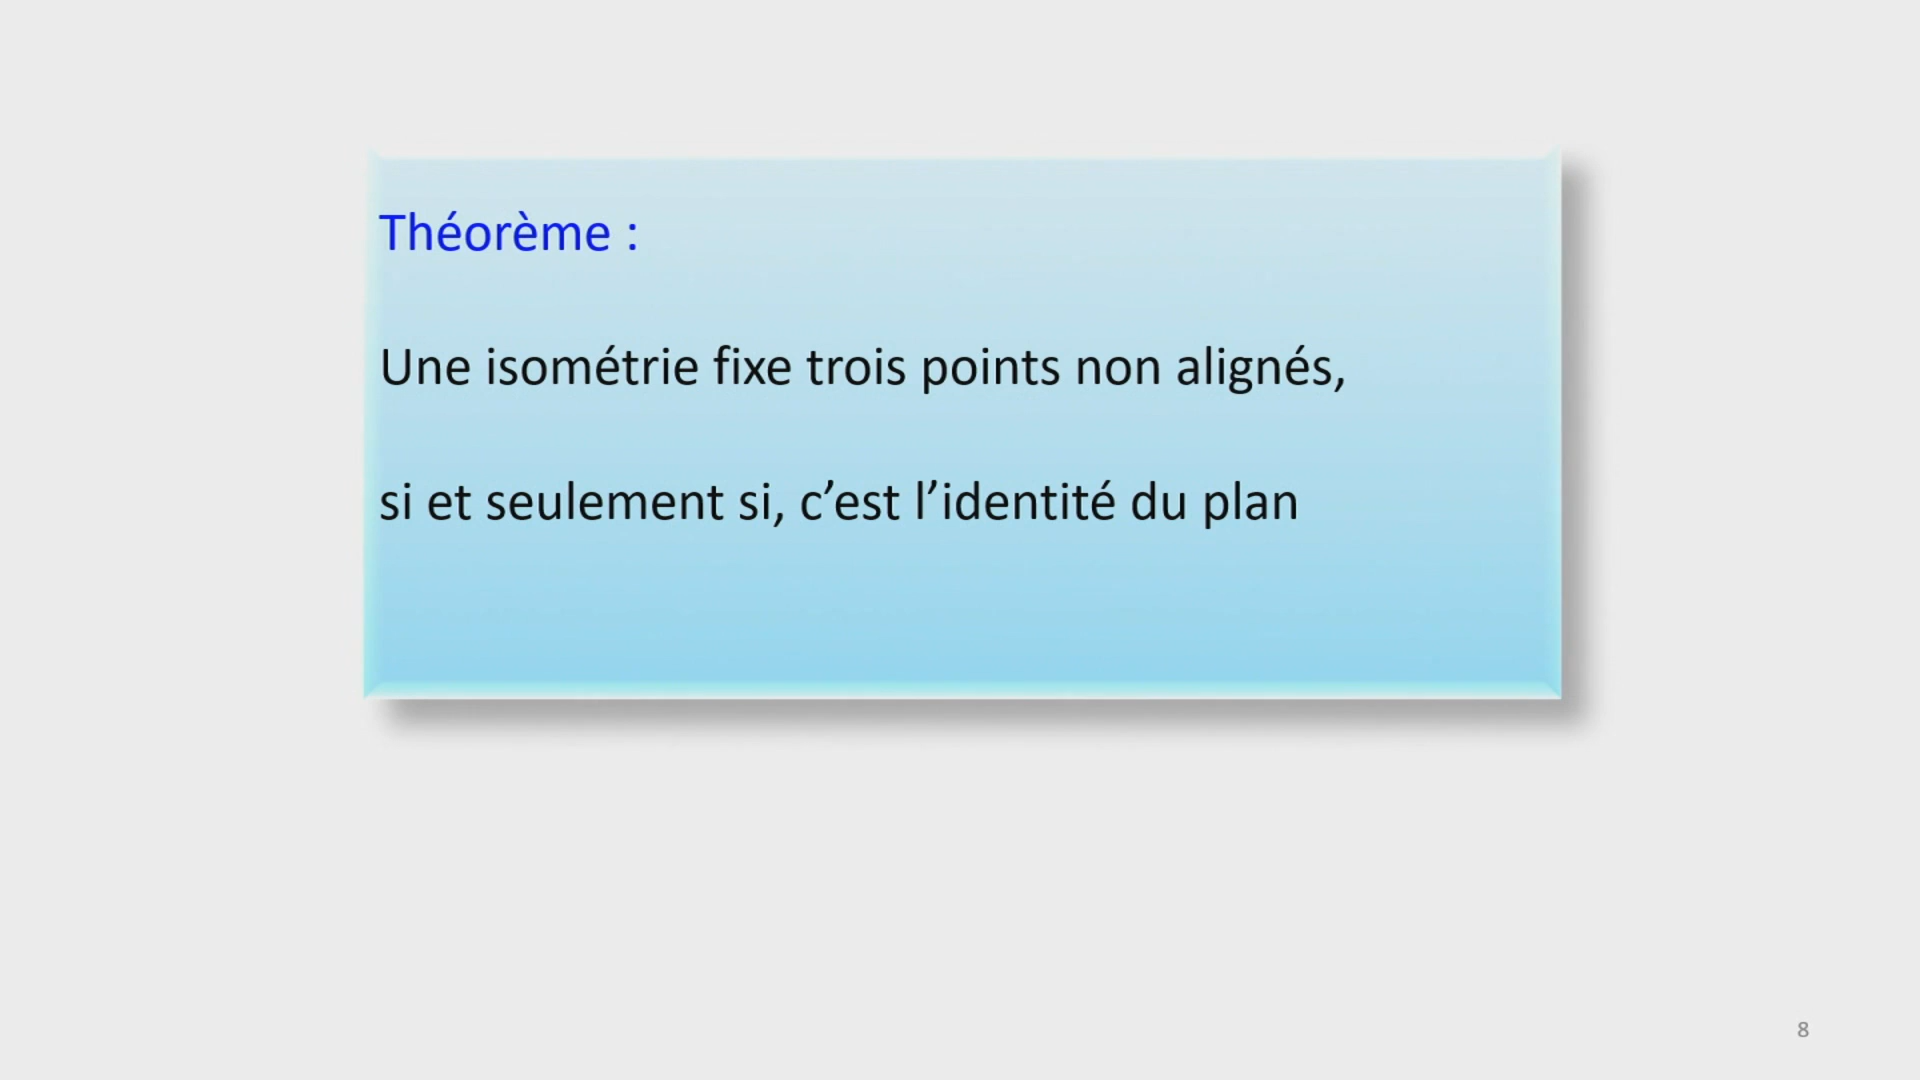 Théorème :
Une isométrie fixe trois points non alignés,
si et seulement si, c’est l’identité du plan
8